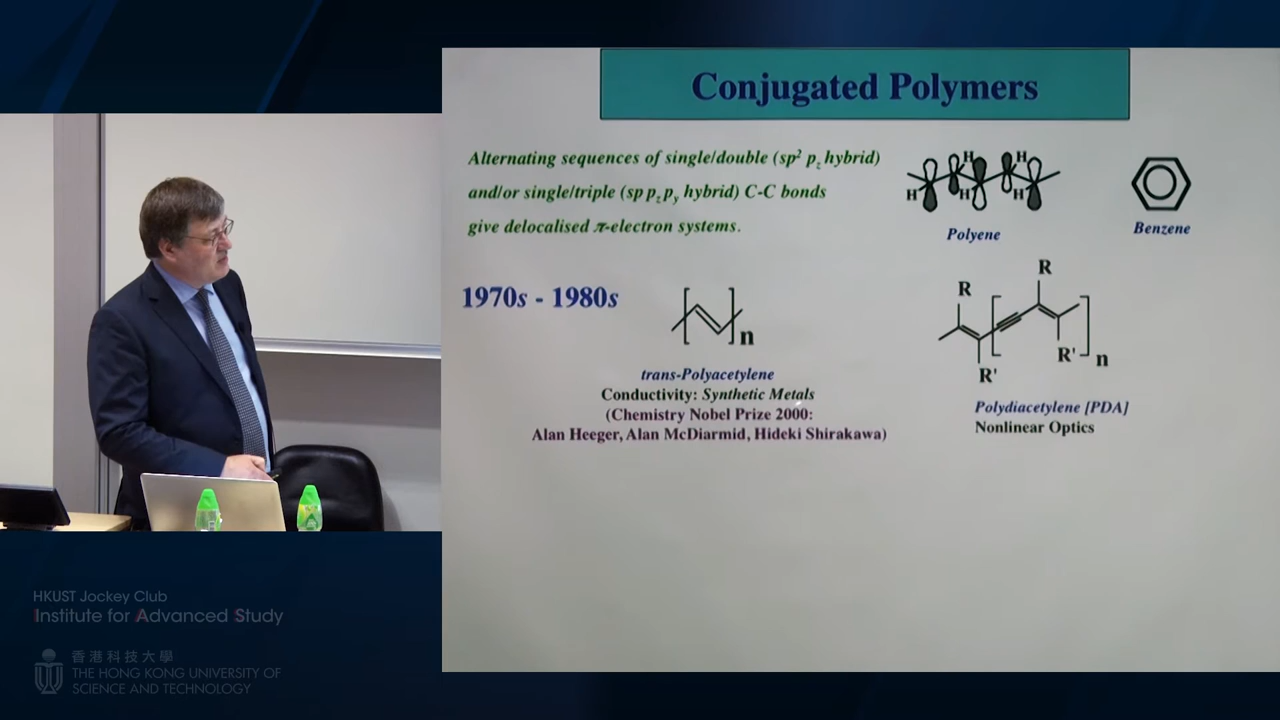 Conjugated Polymers
Alternating sequences of single/double (sp² p_z hybrid)
and/or single/triple (sp p_z p_y hybrid) C-C bonds
give delocalised π-electron systems.
H
H
H
H
H
Polyene
Benzene
1970s - 1980s
n
trans-Polyacetylene
Conductivity: Synthetic Metals
(Chemistry Nobel Prize 2000:
Alan Heeger, Alan McDiarmid, Hideki Shirakawa)
R
R
R'
R'
n
Polydiacetylene [PDA]
Nonlinear Optics
HKUST Jockey Club
Institute for Advanced Study
香港科技大學
THE HONG KONG UNIVERSITY OF
SCIENCE AND TECHNOLOGY